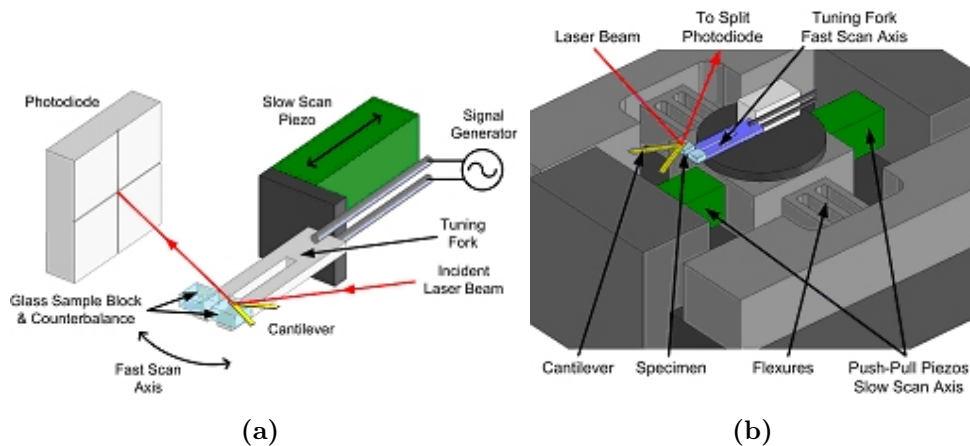 Photodiode
Slow Scan
Piezo
Signal
Generator
Tuning
Fork
Incident
Laser Beam
Glass Sample Block
& Counterbalance
Cantilever
Fast Scan
Axis
(a)
Laser Beam
To Split
Photodiode
Tuning Fork
Fast Scan Axis
Cantilever
Specimen
Flexures
Push-Pull Piezos
Slow Scan Axis
(b)